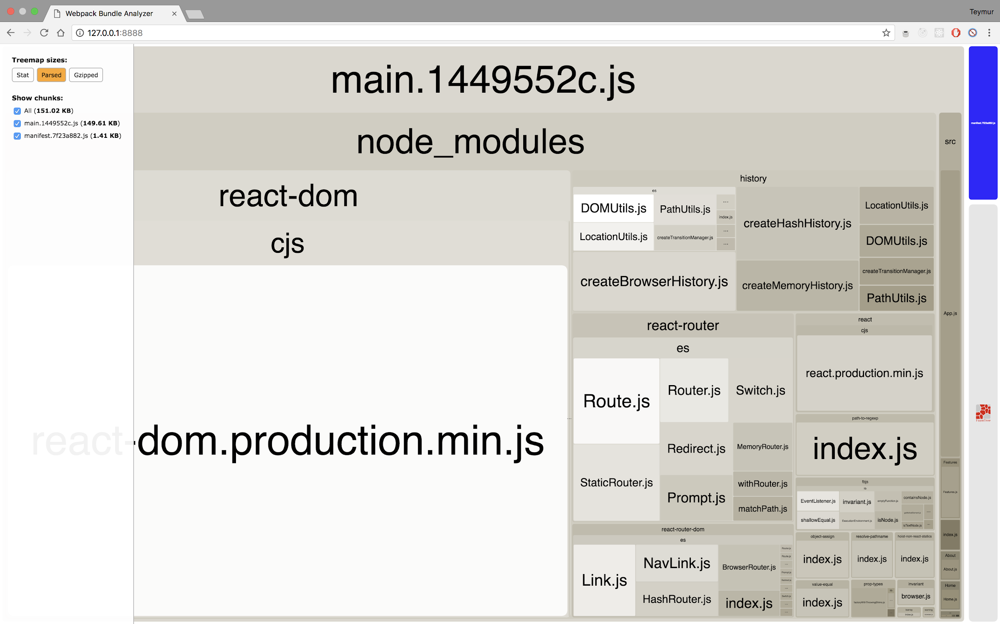 Webpack Bundle Analyzer
Teymur
127.0.0.1:8888
Treemap sizes:
Stat
Parsed
Gzipped
Show chunks:
All (151.02 KB)
main.1449552c.js (149.61 KB)
manifest.7f23a882.js (1.41 KB)
main.1449552c.js
node_modules
react-dom
cjs
react-dom.production.min.js
history
es
DOMUtils.js
PathUtils.js
...
index.js
LocationUtils.js
createTransitionManager.js
...
...
createBrowserHistory.js
createHashHistory.js
createMemoryHistory.js
LocationUtils.js
DOMUtils.js
createTransitionManager.js
PathUtils.js
...
react-router
es
Route.js
Router.js
Switch.js
StaticRouter.js
Redirect.js
MemoryRouter.js
Prompt.js
withRouter.js
matchPath.js
react-router-dom
es
Link.js
NavLink.js
HashRouter.js
BrowserRouter.js
index.js
Router.js
Route.js
...
Prompt.js
Redirect.js
...
Switch.js
...
...
react
cjs
react.production.min.js
path-to-regexp
index.js
fbjs
lib
EventListener.js
invariant.js
emptyFunction.js
containsNode.js
shallowEqual.js
ExecutionEnvironment.js
isNode.js
getActiveElement.js
...
isTextNode.js
...
object-assign
index.js
resolve-pathname
index.js
hoist-non-react-statics
index.js
value-equal
index.js
prop-types
factoryWithThrowingShims.js
lib
...
...
invariant
browser.js
isarray
index.js
warning
browser.js
src
App.js
Features
Features.js
index.js
About
About.js
Home
Home.js
manifest.7f23a882.js
FoamTree